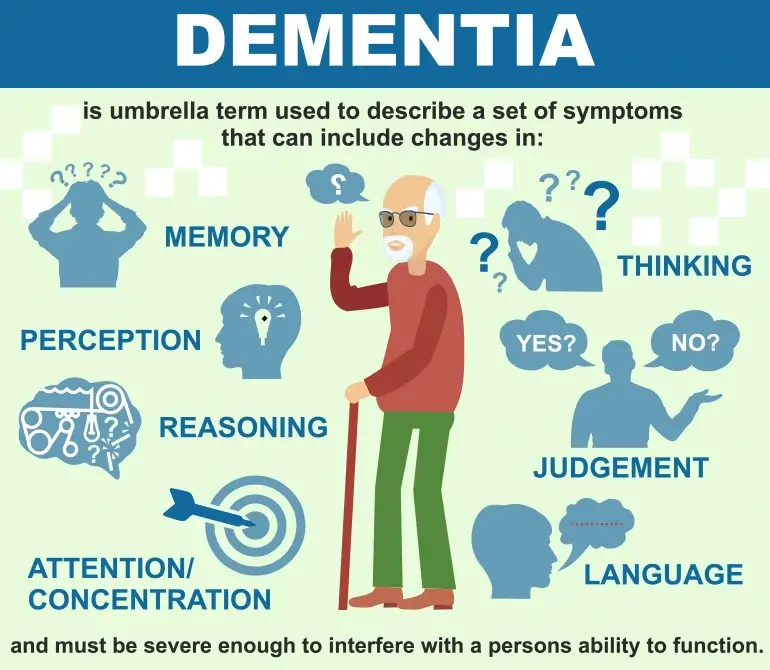 DEMENTIA
is umbrella term used to describe a set of symptoms
that can include changes in:
? ? ? ? ?
?
? ? ?
MEMORY
?
?
THINKING
PERCEPTION
YES?
NO?
?
?
REASONING
JUDGEMENT
ATTENTION/
CONCENTRATION
LANGUAGE
and must be severe enough to interfere with a persons ability to function.